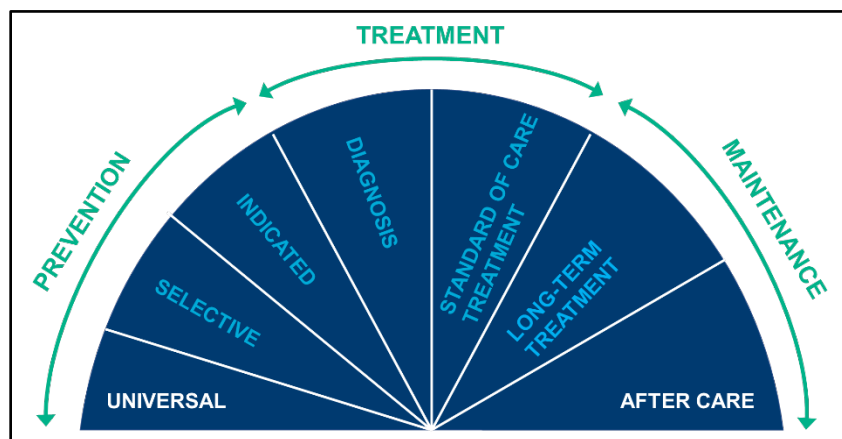 TREATMENT
PREVENTION
MAINTENANCE
UNIVERSAL
SELECTIVE
INDICATED
DIAGNOSIS
STANDARD OF CARE
TREATMENT
LONG-TERM
TREATMENT
AFTER CARE